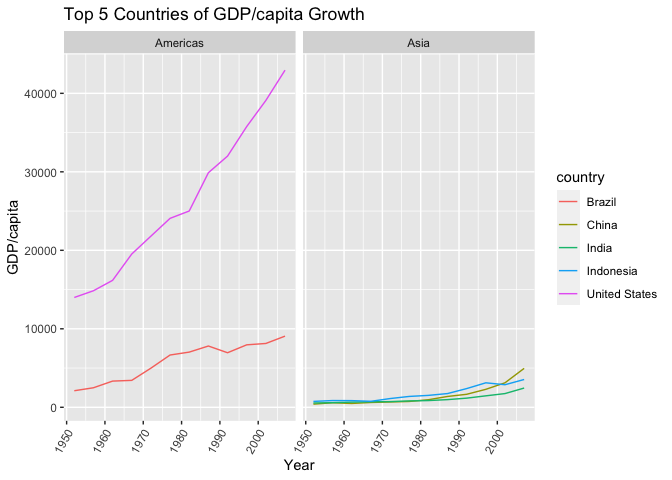 Top 5 Countries of GDP/capita Growth
Americas
Asia
GDP/capita
40000
30000
20000
10000
0
1950
1960
1970
1980
1990
2000
1950
1960
1970
1980
1990
2000
Year
country
Brazil
China
India
Indonesia
United States